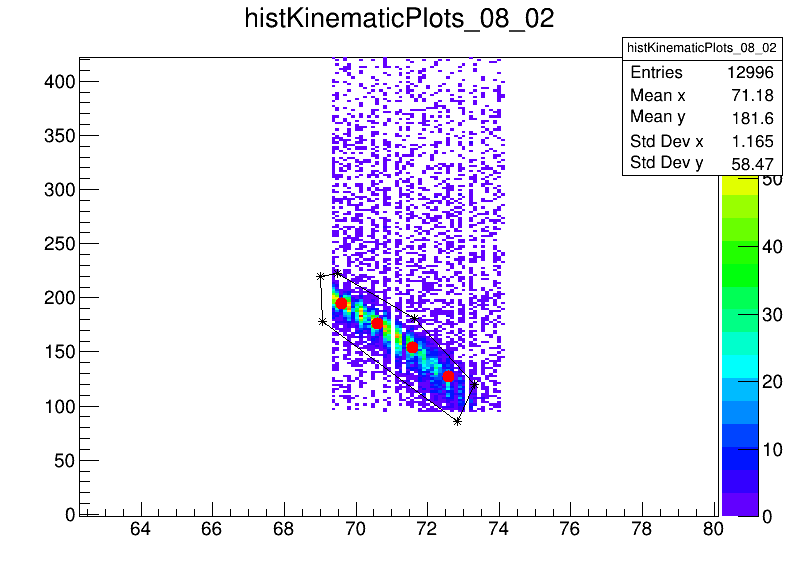 histKinematicPlots_08_02
histKinematicPlots_08_02
Entries 12996
Mean x 71.18
Mean y 181.6
Std Dev x 1.165
Std Dev y 58.47
400
350
300
250
200
150
100
50
0
64 66 68 70 72 74 76 78 80
50
40
30
20
10
0